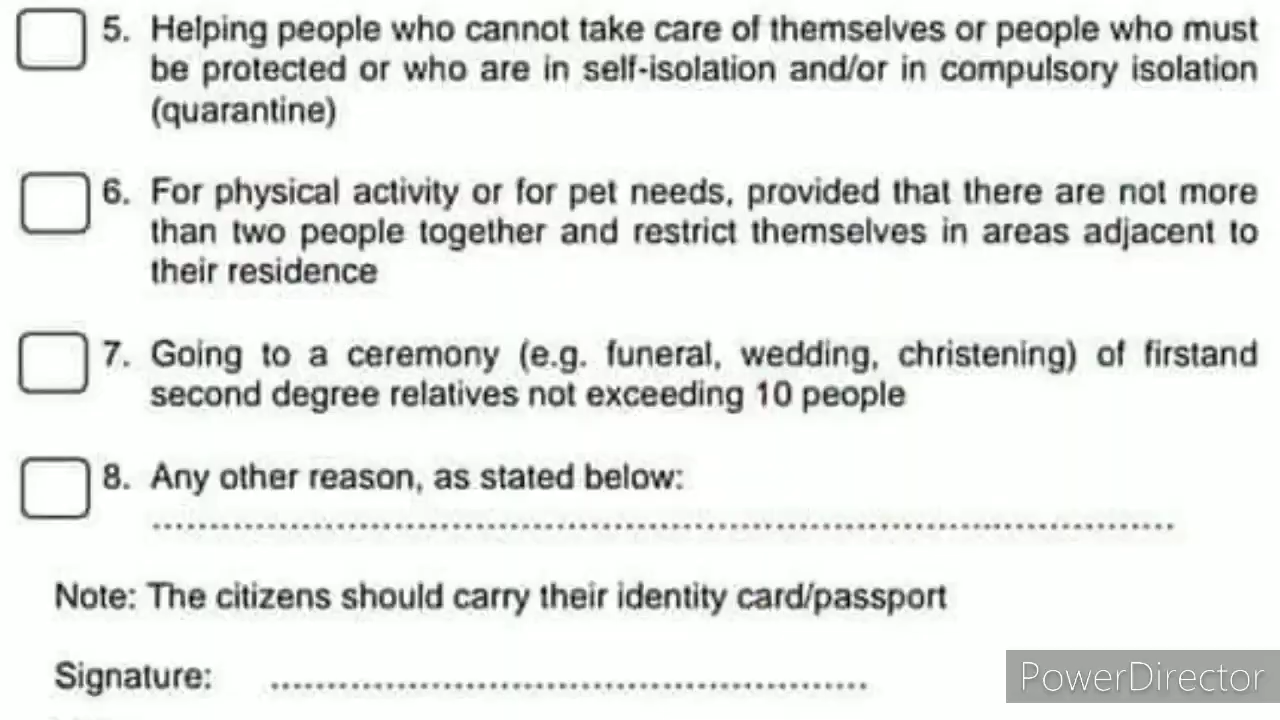 5. Helping people who cannot take care of themselves or people who must
be protected or who are in self-isolation and/or in compulsory isolation
(quarantine)
6. For physical activity or for pet needs, provided that there are not more
than two people together and restrict themselves in areas adjacent to
their residence
7. Going to a ceremony (e.g. funeral, wedding, christening) of firstand
second degree relatives not exceeding 10 people
8. Any other reason, as stated below:
................................................................................................
Note: The citizens should carry their identity card/passport
Signature: ........................................................
PowerDirector